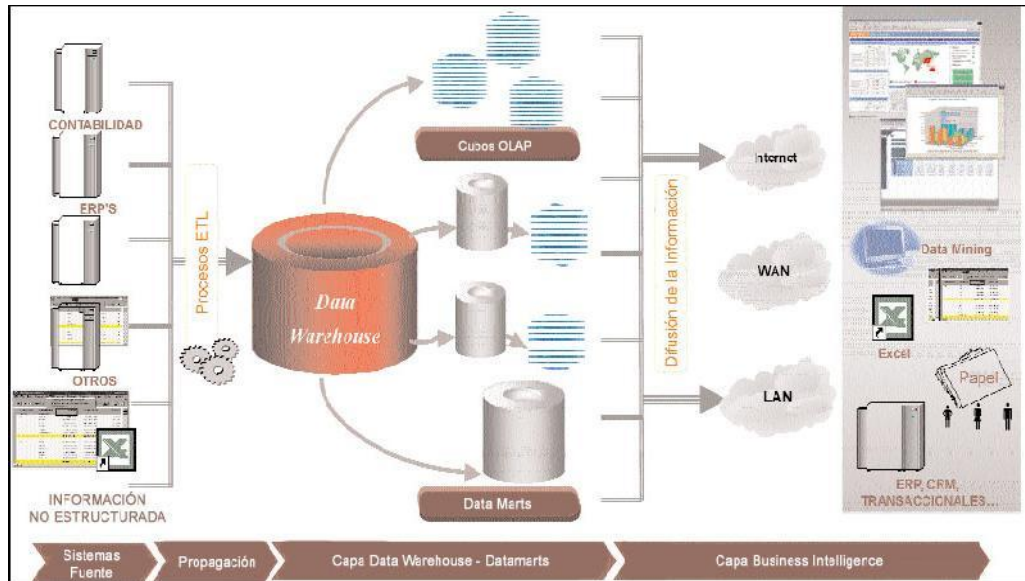 CONTABILIDAD
ERP'S
OTROS
INFORMACIÓN
NO ESTRUCTURADA
Procesos ETL
Data
Warehouse
Cubos OLAP
Data Marts
Difusión de la Información
Internet
WAN
LAN
Data Mining
Excel
Papel
ERP, CRM,
TRANSACCIONALES...
Sistemas
Fuente
Propagación
Capa Data Warehouse - Datamarts
Capa Business Intelligence